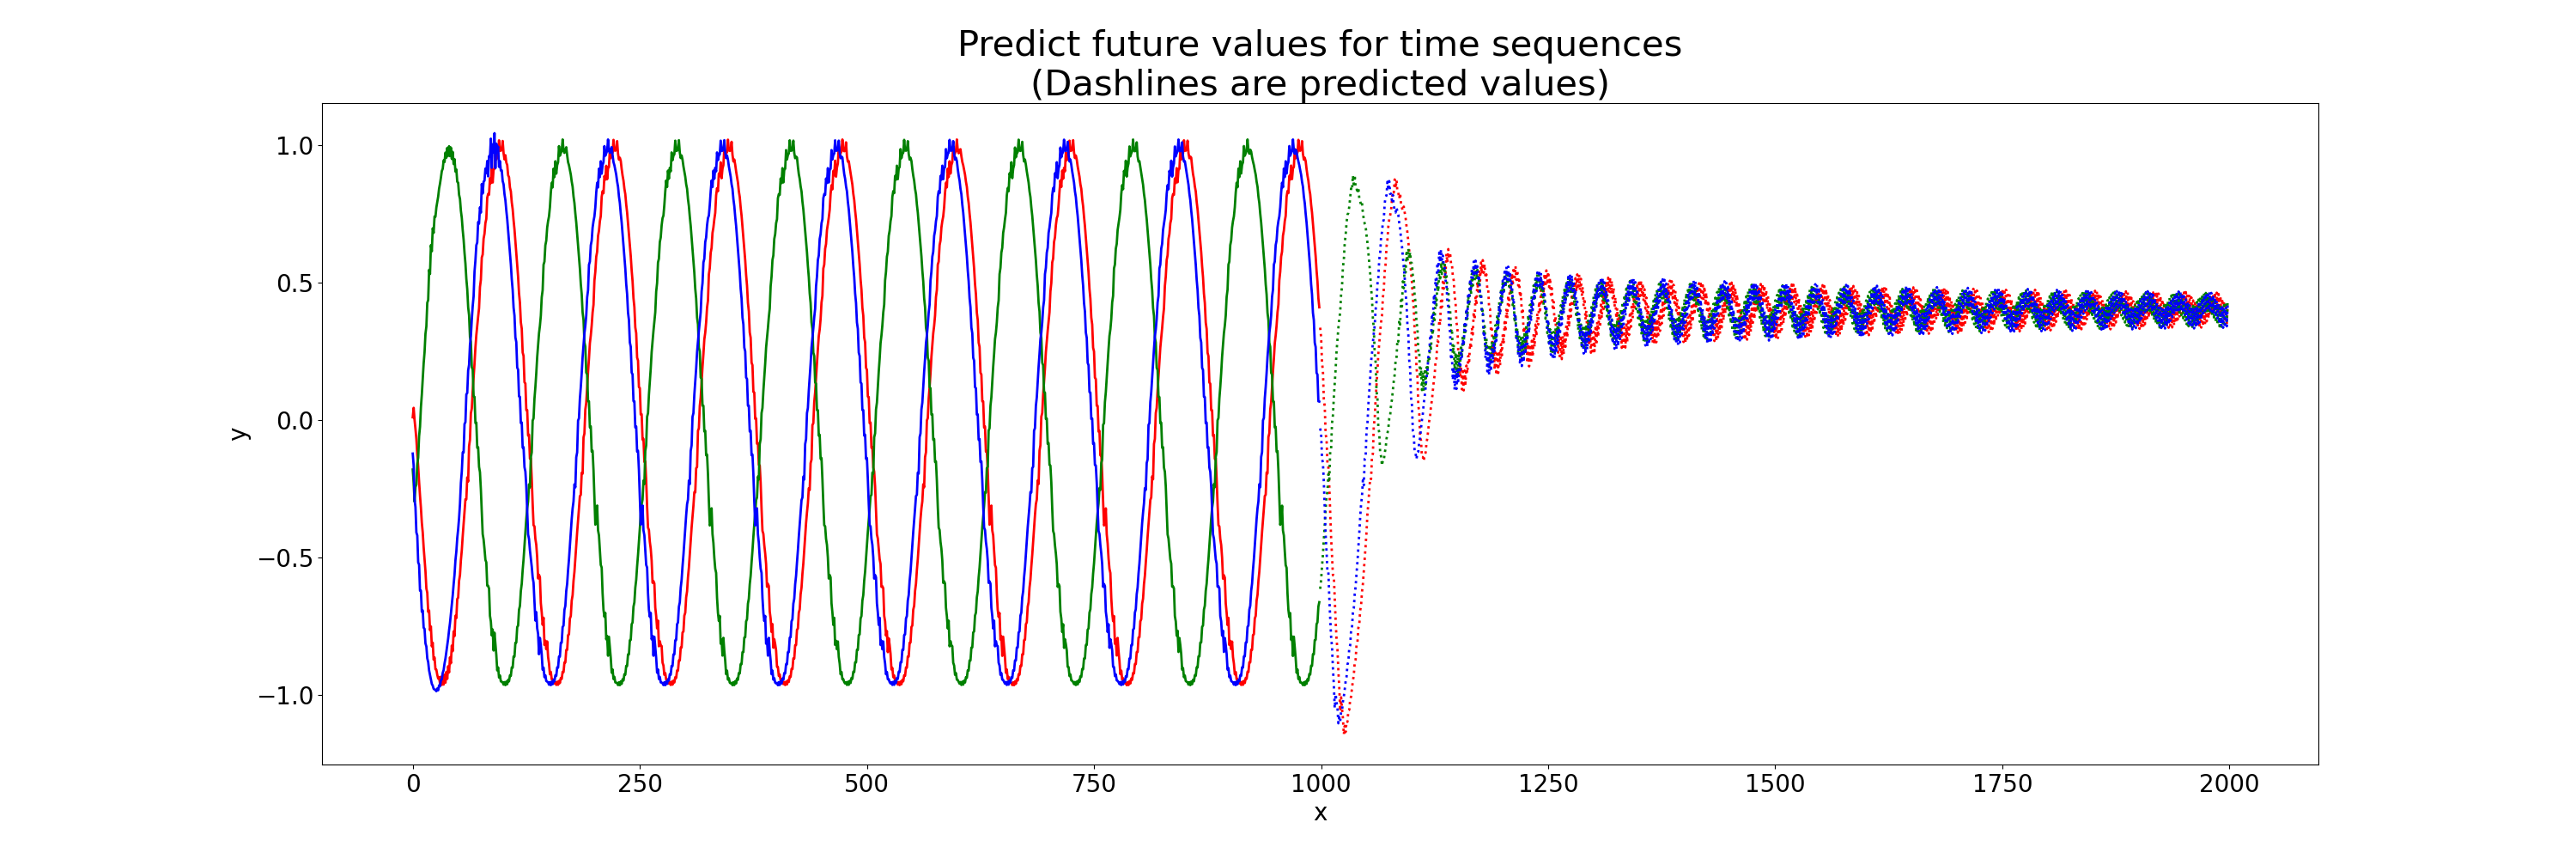 Predict future values for time sequences
(Dashlines are predicted values)
1.0
0.5
0.0
−0.5
−1.0
y
0 250 500 750 1000 1250 1500 1750 2000
x